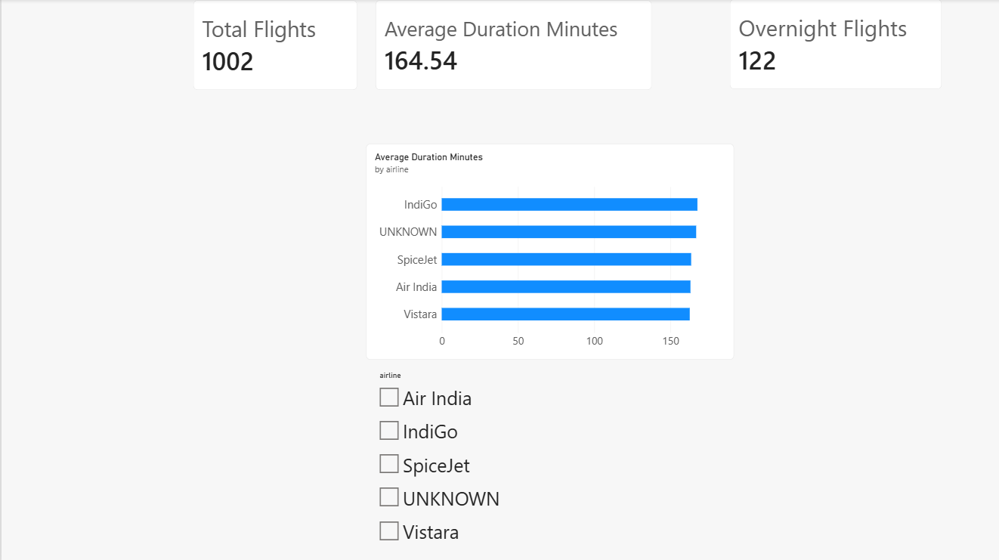 Total Flights
1002
Average Duration Minutes
164.54
Overnight Flights
122
Average Duration Minutes
by airline
IndiGo
UNKNOWN
SpiceJet
Air India
Vistara
0 50 100 150
airline
Air India
IndiGo
SpiceJet
UNKNOWN
Vistara